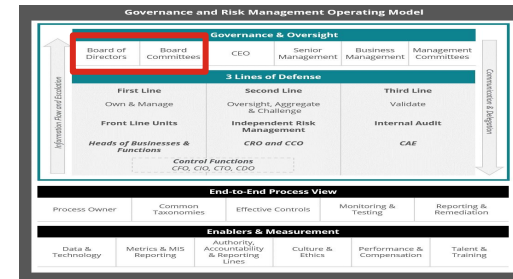 Governance and Risk Management Operating Model
Governance & Oversight
Board of Directors
Board Committees
CEO
Senior Management
Business Management
Management Committees
Information Flow and Escalation
Communication & Delegation
3 Lines of Defense
First Line
Second Line
Third Line
Own & Manage
Oversight, Aggregate & Challenge
Validate
Front Line Units
Independent Risk Management
Internal Audit
Heads of Businesses & Functions
CRO and CCO
CAE
Control Functions
CFO, CIO, CTO, CDO
End-to-End Process View
Process Owner
Common Taxonomies
Effective Controls
Monitoring & Testing
Reporting & Remediation
Enablers & Measurement
Data & Technology
Metrics & MIS Reporting
Authority, Accountability & Reporting Lines
Culture & Ethics
Performance & Compensation
Talent & Training